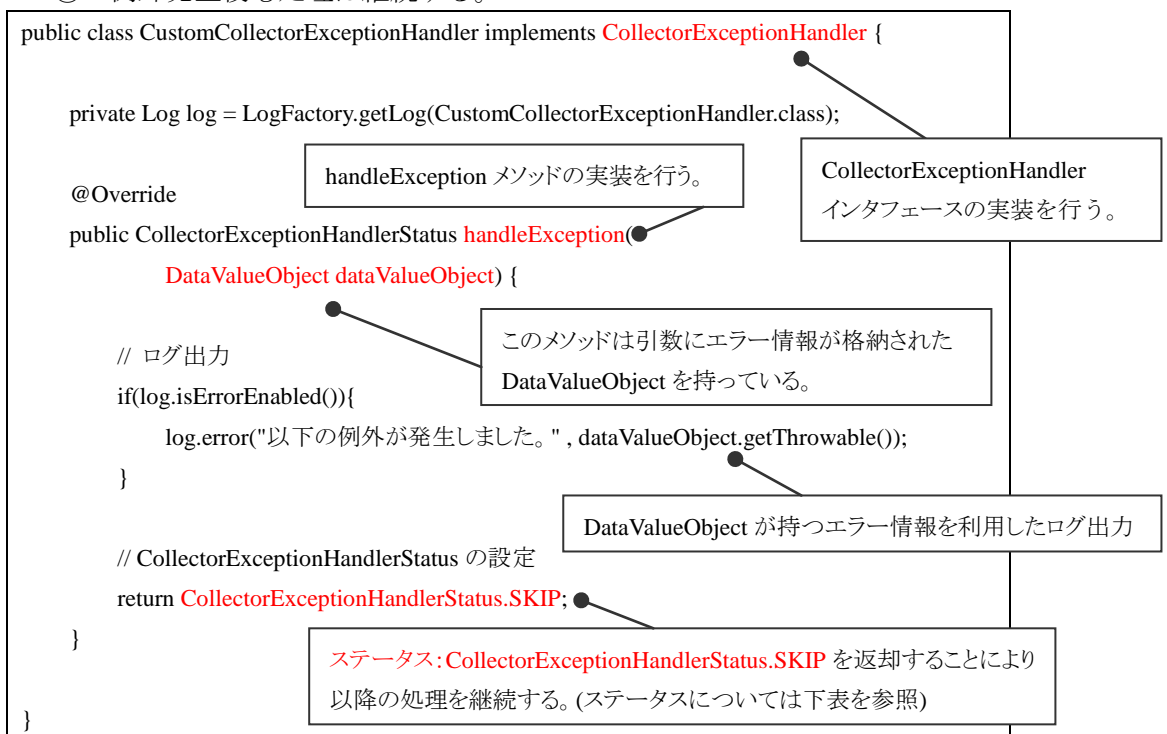 public class CustomCollectorExceptionHandler implements CollectorExceptionHandler {
private Log log = LogFactory.getLog(CustomCollectorExceptionHandler.class);
CollectorExceptionHandler
インタフェースの実装を行う。
handleException メソッドの実装を行う。
@Override
public CollectorExceptionHandlerStatus handleException(
DataValueObject dataValueObject) {
このメソッドは引数にエラー情報が格納された
DataValueObject を持っている。
// ログ出力
if(log.isErrorEnabled()){
log.error("以下の例外が発生しました。" , dataValueObject.getThrowable());
}
DataValueObject が持つエラー情報を利用したログ出力
// CollectorExceptionHandlerStatus の設定
return CollectorExceptionHandlerStatus.SKIP;
}
ステータス：CollectorExceptionHandlerStatus.SKIP を返却することにより
以降の処理を継続する。(ステータスについては下表を参照)
}